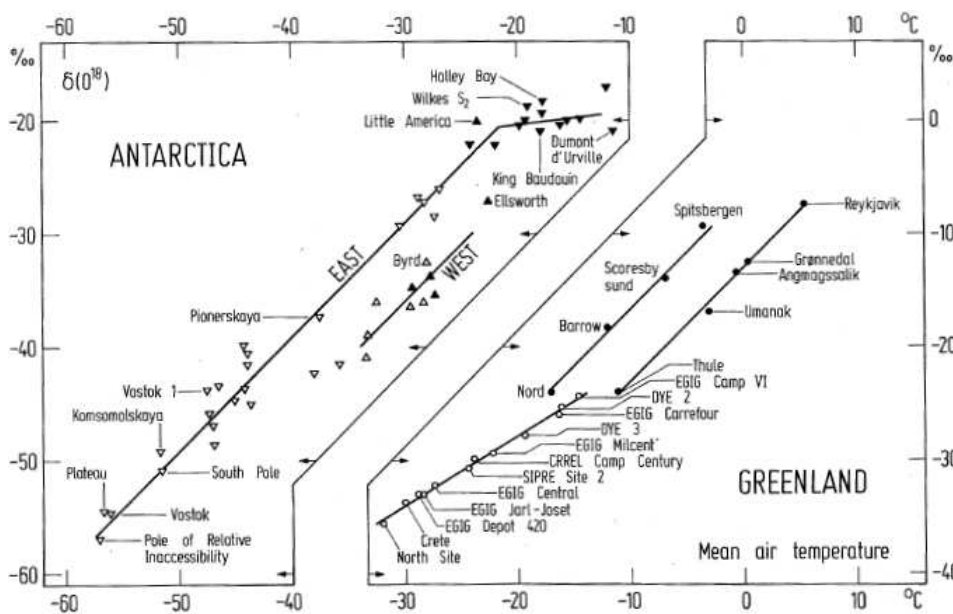 -60 -50 -40 -30 -20 -10 0 10 °C
‰
δ(O¹⁸)
-20
-30
-40
-50
-60
ANTARCTICA
Halley Bay
Wilkes S₂
Little America
Dumont
d'Urville
King Baudouin
Ellsworth
EAST
Byrd
WEST
Pionerskaya
Vostok 1
Komsomolskaya
Plateau
South Pole
Vostok
Pole of Relative
Inaccessibility
‰
0
-10
-20
-30
-40
Spitsbergen
Reykjavik
Scoresby
sund
Grønnedal
Angmagssalik
Barrow
Umanak
Nord
Thule
EGIG Camp VI
DYE 2
EGIG Carrefour
DYE 3
EGIG Milcent
CRREL Camp Century
SIPRE Site 2
EGIG Central
EGIG Jarl-Joset
EGIG Depot 420
Crete
North Site
GREENLAND
Mean air temperature
-60 -50 -40 -30 -20 -10 0 10 °C